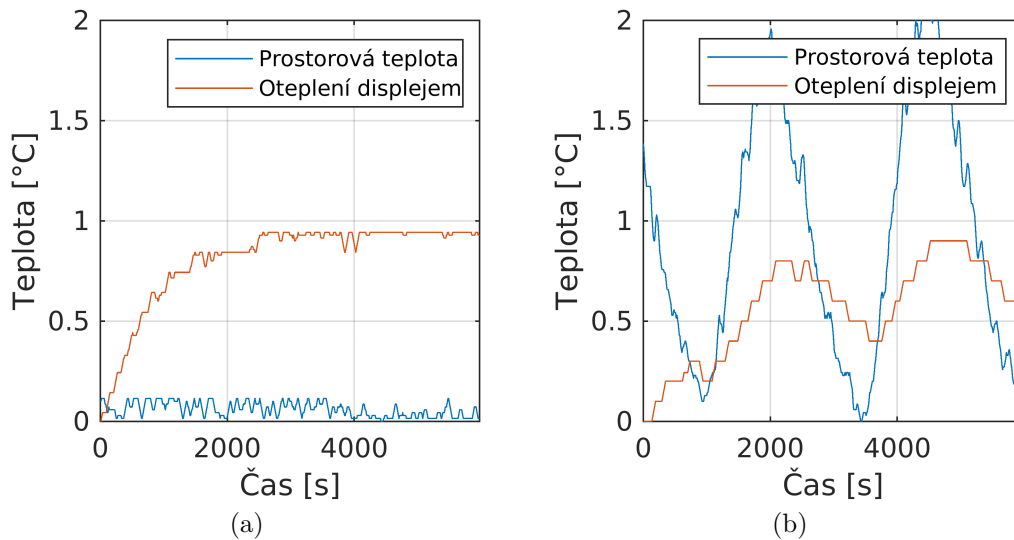 2
1.5
1
0.5
0
0
2000
4000
Teplota [°C]
Čas [s]
Prostorová teplota
Oteplení displejem
(a)
2
1.5
1
0.5
0
0
2000
4000
Teplota [°C]
Čas [s]
Prostorová teplota
Oteplení displejem
(b)